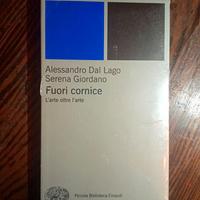 Alessandro Dal Lago
Serena Giordano
Fuori cornice
L'arte oltre l'arte
Piccola Biblioteca Einaudi